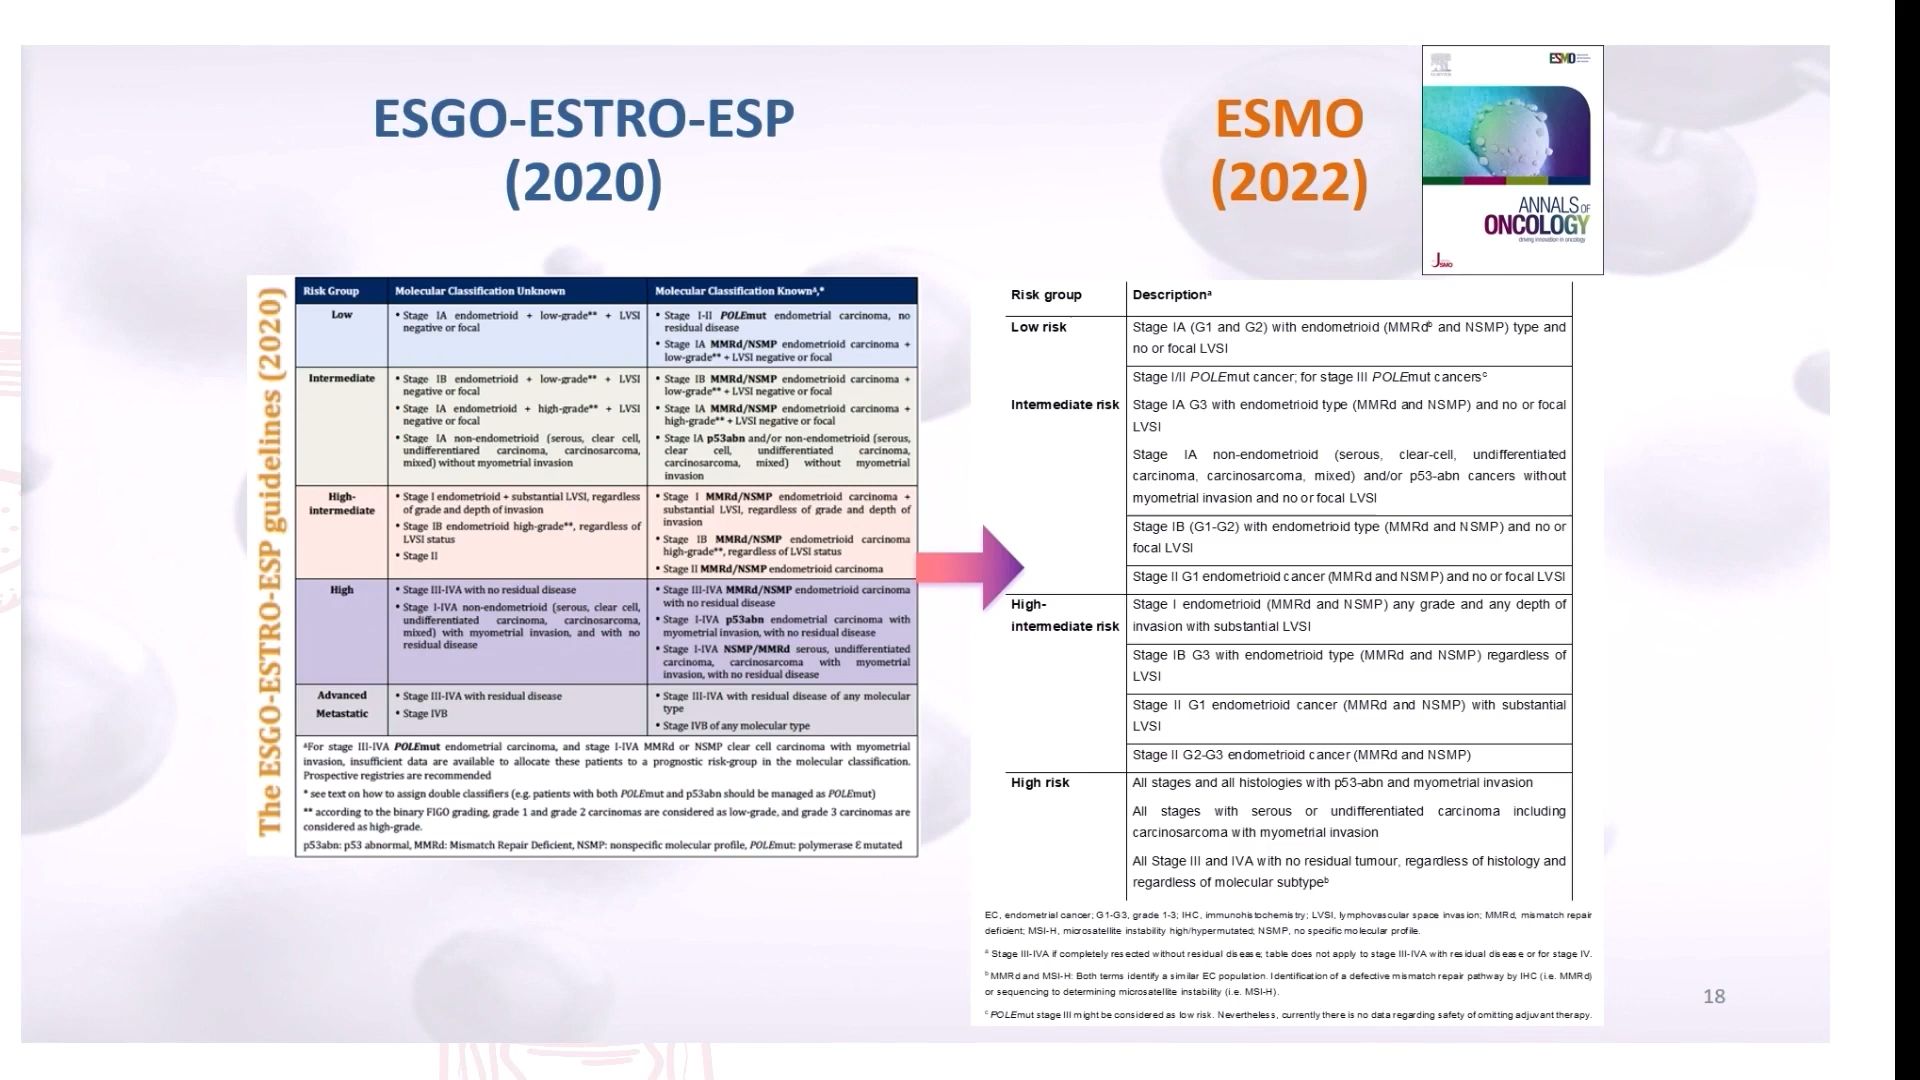 ESGO-ESTRO-ESP
(2020)
ESMO
(2022)
ESMO
ANNALS OF
ONCOLOGY
driving innovation in oncology
JSMO
The ESGO-ESTRO-ESP guidelines (2020)
Risk Group
Molecular Classification Unknown
Molecular Classification Known^Δ,*
Low
• Stage IA endometrioid + low-grade** + LVSI
negative or focal
• Stage I-II POLEmut endometrial carcinoma, no
residual disease
• Stage IA MMRd/NSMP endometrioid carcinoma +
low-grade** + LVSI negative or focal
Intermediate
• Stage IB endometrioid + low-grade** + LVSI
negative or focal
• Stage IA endometrioid + high-grade** + LVSI
negative or focal
• Stage IA non-endometrioid (serous, clear cell,
undifferentiared carcinoma, carcinosarcoma,
mixed) without myometrial invasion
• Stage IB MMRd/NSMP endometrioid carcinoma +
low-grade** + LVSI negative or focal
• Stage IA MMRd/NSMP endometrioid carcinoma +
high-grade** + LVSI negative or focal
• Stage IA p53abn and/or non-endometrioid (serous,
clear cell, undifferentiated carcinoma,
carcinosarcoma, mixed) without myometrial
invasion
High-
intermediate
• Stage I endometrioid + substantial LVSI, regardless
of grade and depth of invasion
• Stage IB endometrioid high-grade**, regardless of
LVSI status
• Stage II
• Stage I MMRd/NSMP endometrioid carcinoma +
substantial LVSI, regardless of grade and depth of
invasion
• Stage IB MMRd/NSMP endometrioid carcinoma
high-grade**, regardless of LVSI status
• Stage II MMRd/NSMP endometrioid carcinoma
High
• Stage III-IVA with no residual disease
• Stage I-IVA non-endometrioid (serous, clear cell,
undifferentiated carcinoma, carcinosarcoma,
mixed) with myometrial invasion, and with no
residual disease
• Stage III-IVA MMRd/NSMP endometrioid carcinoma
with no residual disease
• Stage I-IVA p53abn endometrial carcinoma with
myometrial invasion, with no residual disease
• Stage I-IVA NSMP/MMRd serous, undifferentiated
carcinoma, carcinosarcoma with myometrial
invasion, with no residual disease
Advanced
Metastatic
• Stage III-IVA with residual disease
• Stage IVB
• Stage III-IVA with residual disease of any molecular
type
• Stage IVB of any molecular type
^ΔFor stage III-IVA POLEmut endometrial carcinoma, and stage I-IVA MMRd or NSMP clear cell carcinoma with myometrial
invasion, insufficient data are available to allocate these patients to a prognostic risk-group in the molecular classification.
Prospective registries are recommended
* see text on how to assign double classifiers (e.g. patients with both POLEmut and p53abn should be managed as POLEmut)
** according to the binary FIGO grading, grade 1 and grade 2 carcinomas are considered as low-grade, and grade 3 carcinomas are
considered as high-grade.
p53abn: p53 abnormal, MMRd: Mismatch Repair Deficient, NSMP: nonspecific molecular profile, POLEmut: polymerase Ɛ mutated
Risk group
Descriptionᵃ
Low risk
Stage IA (G1 and G2) with endometrioid (MMRdᵇ and NSMP) type and
no or focal LVSI
Stage I/II POLEmut cancer; for stage III POLEmut cancersᶜ
Intermediate risk
Stage IA G3 with endometrioid type (MMRd and NSMP) and no or focal
LVSI
Stage IA non-endometrioid (serous, clear-cell, undifferentiated
carcinoma, carcinosarcoma, mixed) and/or p53-abn cancers without
myometrial invasion and no or focal LVSI
Stage IB (G1-G2) with endometrioid type (MMRd and NSMP) and no or
focal LVSI
Stage II G1 endometrioid cancer (MMRd and NSMP) and no or focal LVSI
High-
intermediate risk
Stage I endometrioid (MMRd and NSMP) any grade and any depth of
invasion with substantial LVSI
Stage IB G3 with endometrioid type (MMRd and NSMP) regardless of
LVSI
Stage II G1 endometrioid cancer (MMRd and NSMP) with substantial
LVSI
Stage II G2-G3 endometrioid cancer (MMRd and NSMP)
High risk
All stages and all histologies with p53-abn and myometrial invasion
All stages with serous or undifferentiated carcinoma including
carcinosarcoma with myometrial invasion
All Stage III and IVA with no residual tumour, regardless of histology and
regardless of molecular subtypeᵇ
EC, endometrial cancer; G1-G3, grade 1-3; IHC, immunohistochemistry; LVSI, lymphovascular space invasion; MMRd, mismatch repair
deficient; MSI-H, microsatellite instability high/hypermutated; NSMP, no specific molecular profile.
ᵃ Stage III-IVA if completely resected without residual disease; table does not apply to stage III-IVA with residual disease or for stage IV.
ᵇ MMRd and MSI-H: Both terms identify a similar EC population. Identification of a defective mismatch repair pathway by IHC (i.e. MMRd)
or sequencing to determining microsatellite instability (i.e. MSI-H).
ᶜ POLEmut stage III might be considered as low risk. Nevertheless, currently there is no data regarding safety of omitting adjuvant therapy.
18